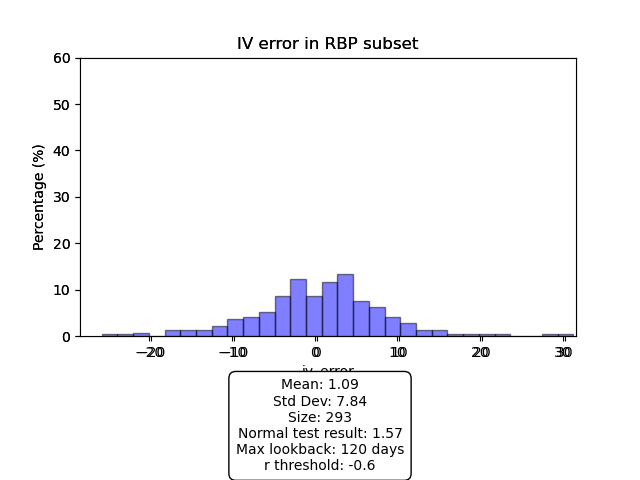 IV error in RBP subset
60
50
40
30
20
10
0
Percentage (%)
−20 −10 0 10 20 30
iv_error
Mean: 1.09
Std Dev: 7.84
Size: 293
Normal test result: 1.57
Max lookback: 120 days
r threshold: -0.6